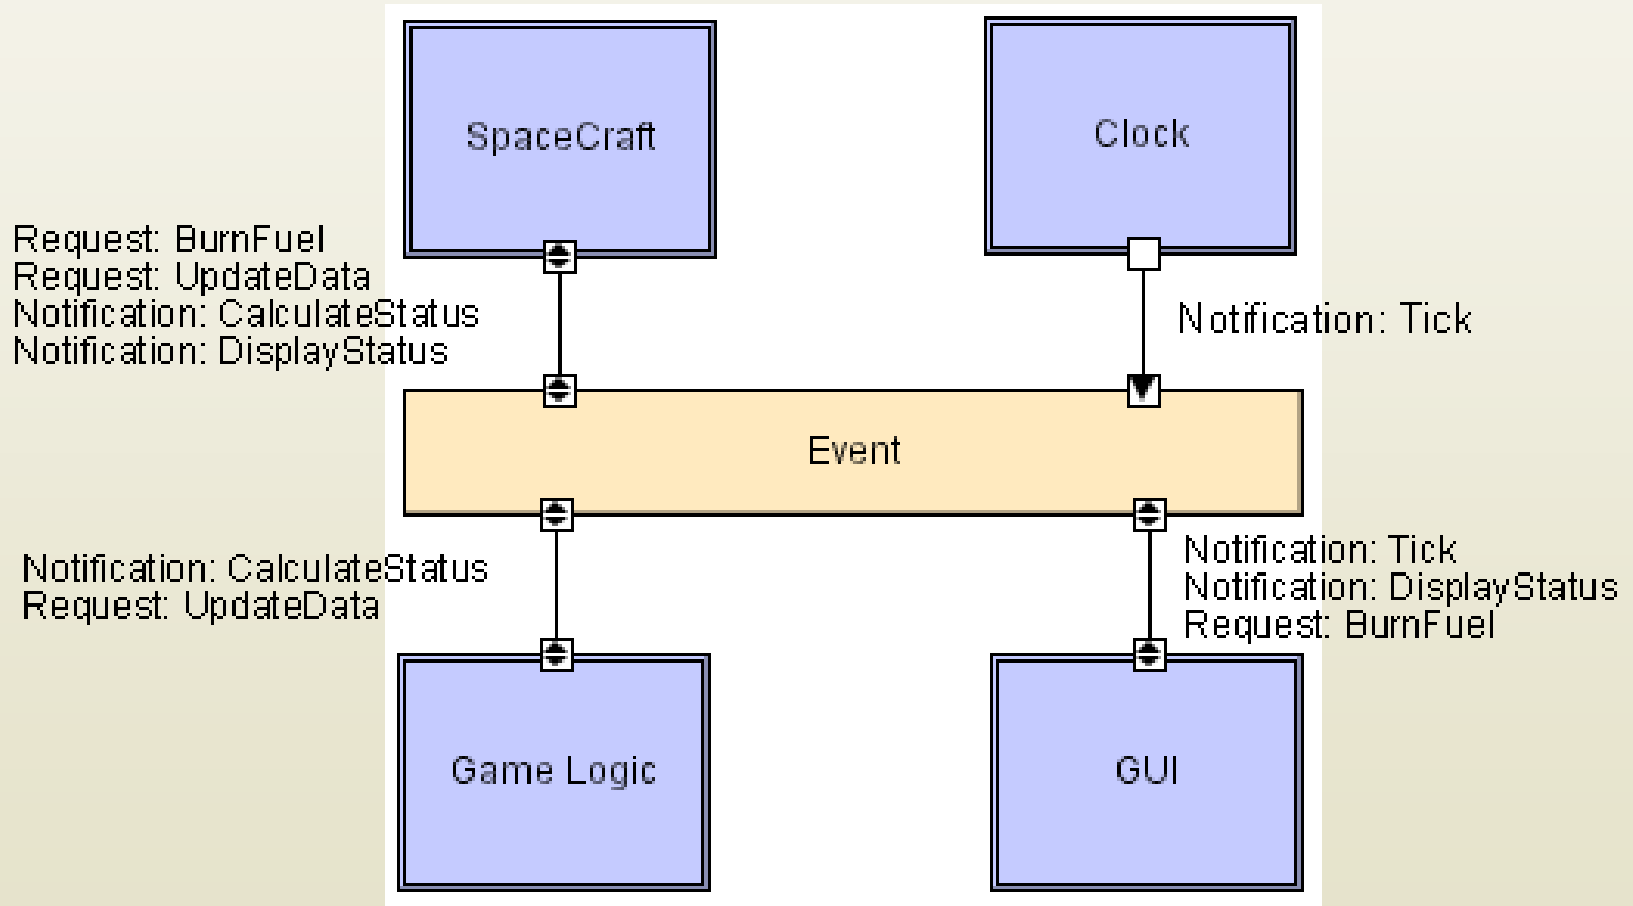 SpaceCraft
Clock
Request: BurnFuel
Request: UpdateData
Notification: CalculateStatus
Notification: DisplayStatus
Notification: Tick
Event
Notification: CalculateStatus
Request: UpdateData
Notification: Tick
Notification: DisplayStatus
Request: BurnFuel
Game Logic
GUI